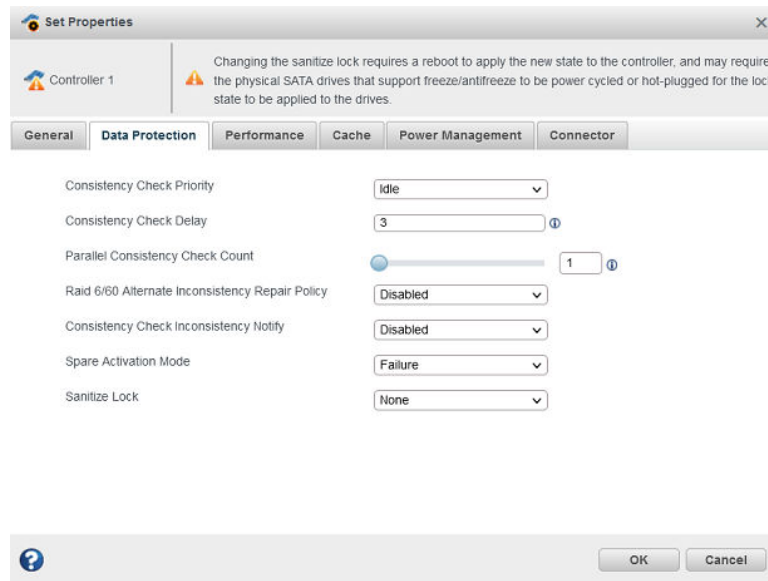 Set Properties
Controller 1
Changing the sanitize lock requires a reboot to apply the new state to the controller, and may require
the physical SATA drives that support freeze/antifreeze to be power cycled or hot-plugged for the loc
state to be applied to the drives.
General Data Protection Performance Cache Power Management Connector
Consistency Check Priority Idle
Consistency Check Delay 3
Parallel Consistency Check Count 1
Raid 6/60 Alternate Inconsistency Repair Policy Disabled
Consistency Check Inconsistency Notify Disabled
Spare Activation Mode Failure
Sanitize Lock None
OK Cancel